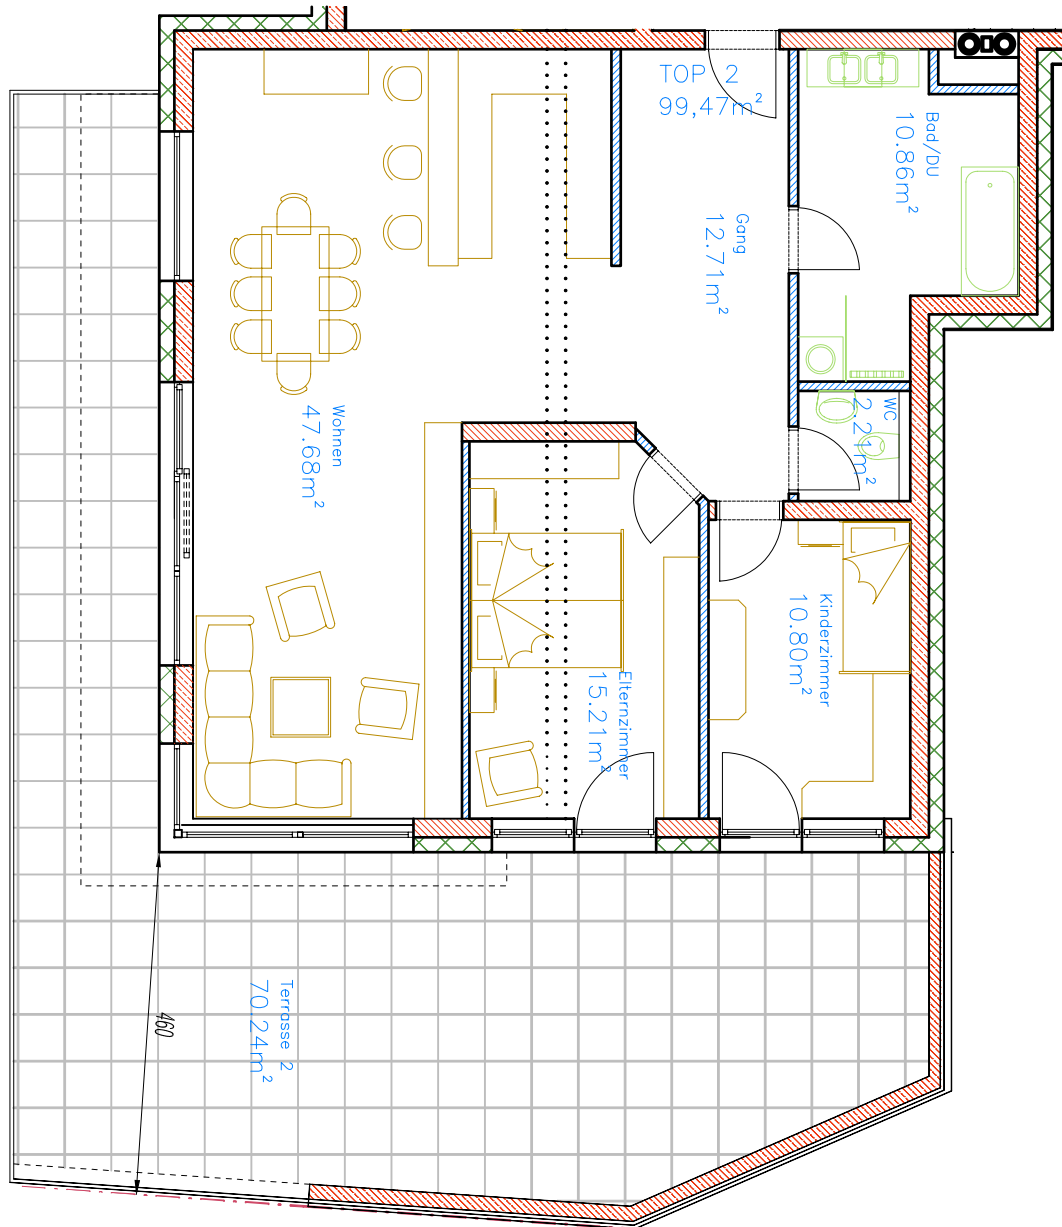 TOP 2
99,47m²
Bad/DU
10.86m²
Gang
12.71m²
WC
2.21m²
Wohnen
47.68m²
Kinderzimmer
10.80m²
Elternzimmer
15.21m²
Terrasse 2
70.24m²
460